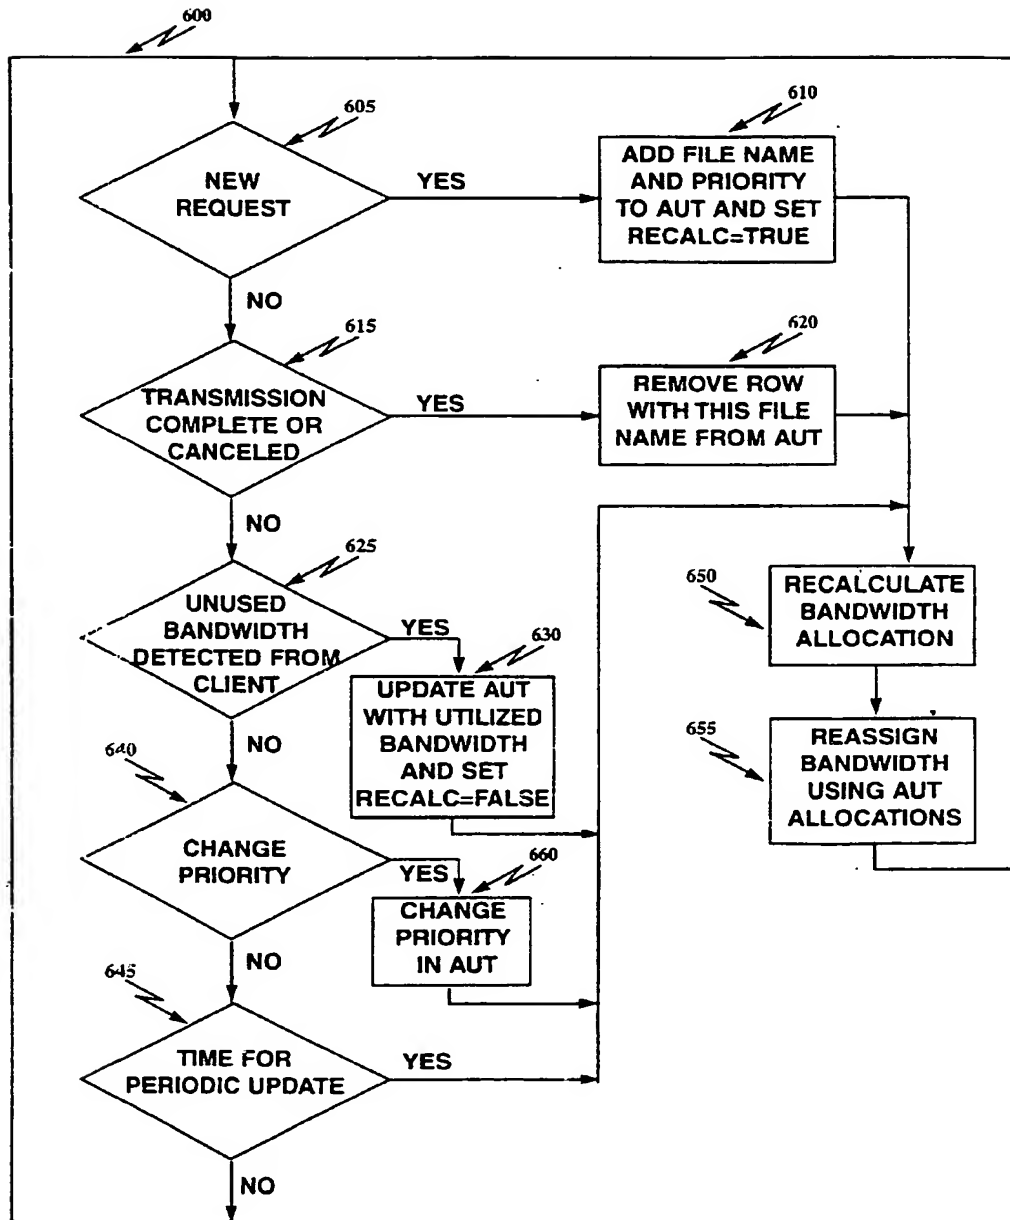 600
605
NEW
REQUEST
YES
610
ADD FILE NAME
AND PRIORITY
TO AUT AND SET
RECALC=TRUE
NO
615
TRANSMISSION
COMPLETE OR
CANCELED
YES
620
REMOVE ROW
WITH THIS FILE
NAME FROM AUT
NO
625
UNUSED
BANDWIDTH
DETECTED FROM
CLIENT
YES
630
UPDATE AUT
WITH UTILIZED
BANDWIDTH
AND SET
RECALC=FALSE
650
RECALCULATE
BANDWIDTH
ALLOCATION
655
REASSIGN
BANDWIDTH
USING AUT
ALLOCATIONS
NO
640
CHANGE
PRIORITY
YES
660
CHANGE
PRIORITY
IN AUT
NO
645
TIME FOR
PERIODIC UPDATE
YES
NO